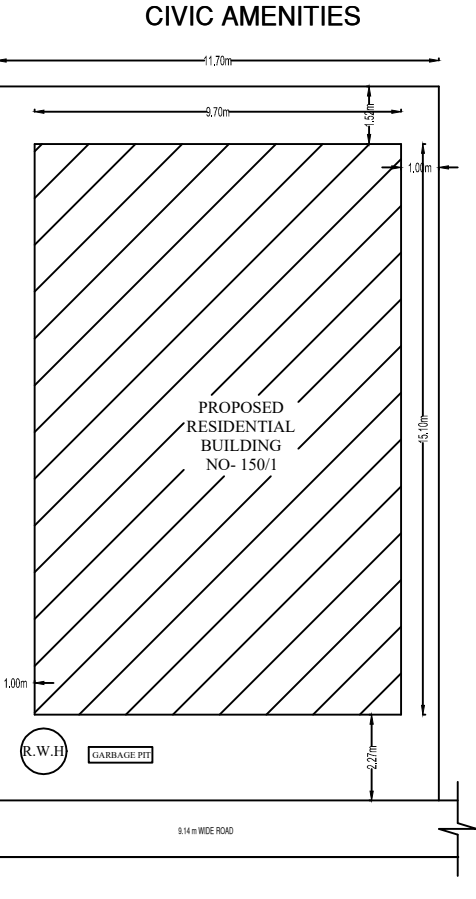 CIVIC AMENITIES
11.70m
9.70m
1.52m
1.00m
PROPOSED
RESIDENTIAL
BUILDING
NO- 150/1
15.10m
1.00m
R.W.H
GARBAGE PIT
2.27m
9.14 m WIDE ROAD